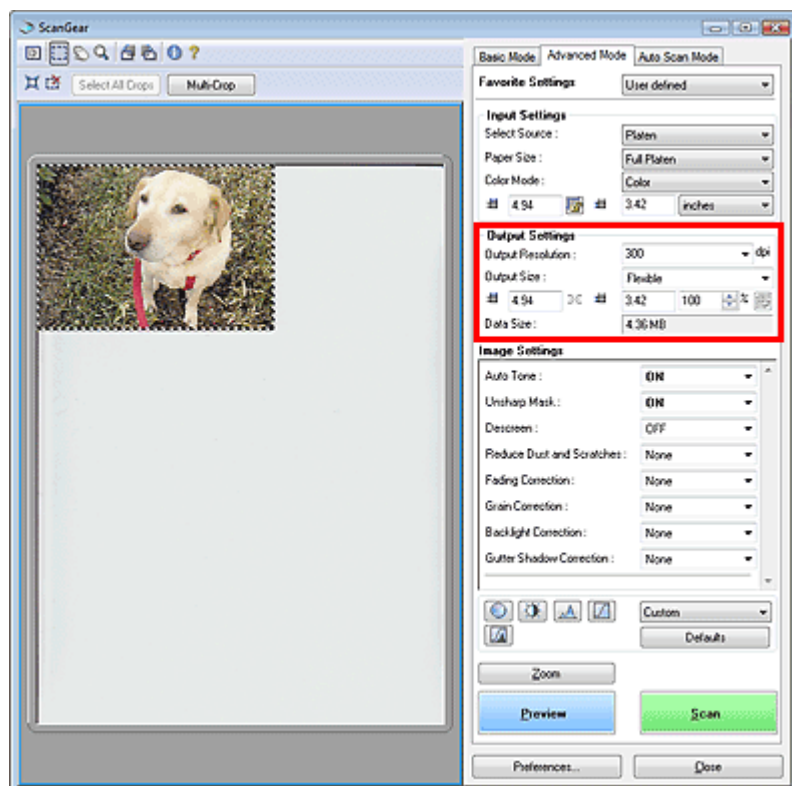 ScanGear
Select All Crops Multi-Crop
Basic Mode Advanced Mode Auto Scan Mode
Favorite Settings User defined
Input Settings
Select Source : Platen
Paper Size : Full Platen
Color Mode : Color
4.94 3.42 inches
Output Settings
Output Resolution : 300 dpi
Output Size : Flexible
4.94 3.42 100 %
Data Size : 4.36 MB
Image Settings
Auto Tone : ON
Unsharp Mask : ON
Descreen : OFF
Reduce Dust and Scratches : None
Fading Correction : None
Grain Correction : None
Backlight Correction : None
Gutter Shadow Correction : None
Custom
Defaults
Zoom
Preview Scan
Preferences... Close